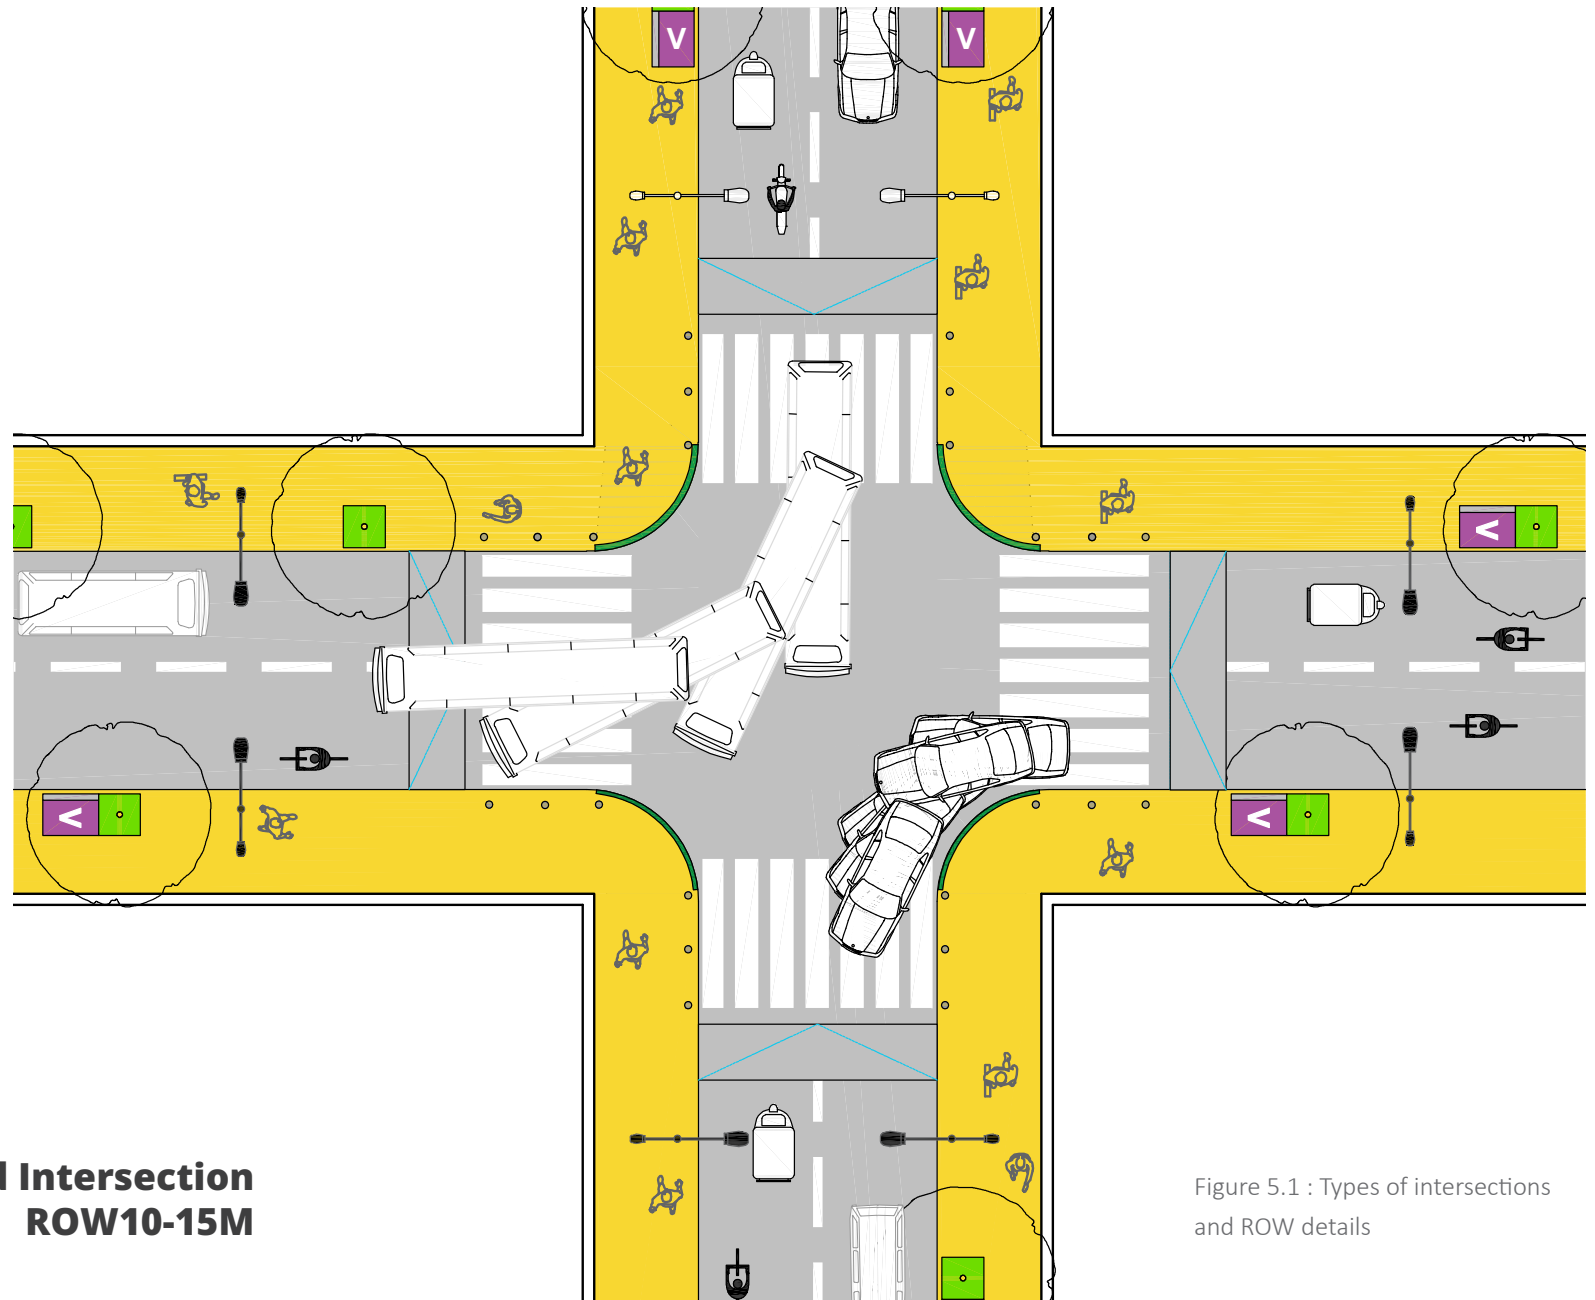 V
V
V
V
V
Intersection
ROW10-15M
Figure 5.1 : Types of intersections
and ROW details